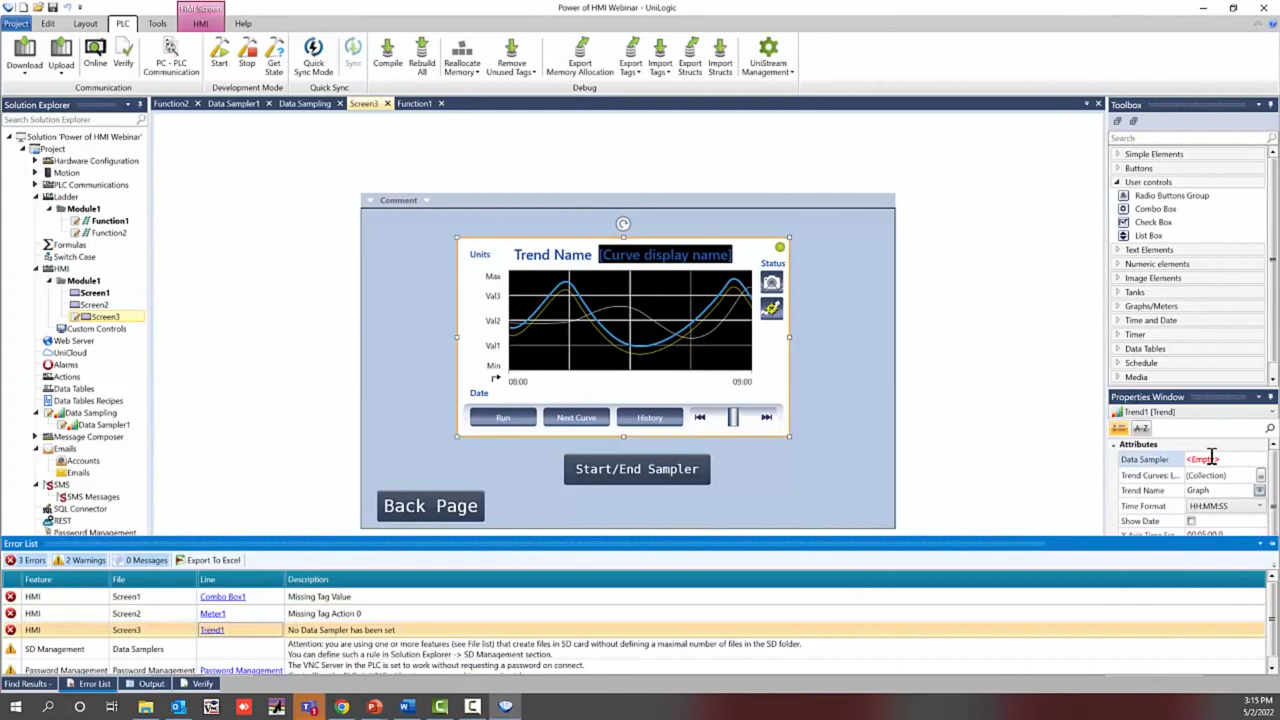 HMI Screen
Power of HMI Webinar - UniLogic
Project Edit Layout PLC Tools HMI Help
Download Upload Online Verify PC - PLC Communication Start Stop Get State Quick Sync Mode Sync Compile Rebuild All Reallocate Memory Remove Unused Tags Export Memory Allocation Export Tags Import Tags Export Structs Import Structs UniStream Management
Communication Development Mode Quick Sync Debug
Solution Explorer
Function2 Data Sampler1 Data Sampling Screen3 Function1
Toolbox
Search Solution Explorer
Solution 'Power of HMI Webinar'
Project
Hardware Configuration
Motion
PLC Communications
Ladder
Module1
Function1
Function2
Formulas
Switch Case
HMI
Module1
Screen1
Screen2
Screen3
Custom Controls
Web Server
UniCloud
Alarms
Actions
Data Tables
Data Tables Recipes
Data Sampling
Data Sampler1
Message Composer
Emails
Accounts
Emails
SMS
SMS Messages
SQL Connector
REST
Password Management
Comment
Units Trend Name [Curve display name]
Status
Max
Val3
Val2
Val1
Min
08:00 09:00
Date
Run Next Curve History
Start/End Sampler
Back Page
Search
Simple Elements
Buttons
User controls
Radio Buttons Group
Combo Box
Check Box
List Box
Text Elements
Numeric elements
Image Elements
Tanks
Graphs/Meters
Time and Date
Timer
Data Tables
Schedule
Media
Properties Window
Trend1 [Trend]
A-Z
Attributes
Data Sampler <Empty>
Trend Curves: L... (Collection)
Trend Name Graph
Time Format HH:MM:SS
Show Date
Error List
3 Errors 2 Warnings 0 Messages Export To Excel
Feature File Line Description
HMI Screen1 Combo Box1 Missing Tag Value
HMI Screen2 Meter1 Missing Tag Action 0
HMI Screen3 Trend1 No Data Sampler has been set
SD Management Data Samplers Attention: you are using one or more features (see File list) that create files in SD card without defining a maximal number of files in the SD folder.
You can define such a rule in Solution Explorer -> SD Management section.
Password Management Password Management The VNC Server in the PLC is set to work without requesting a password on connect.
Find Results - Error List Output Verify
3:15 PM
5/2/2022